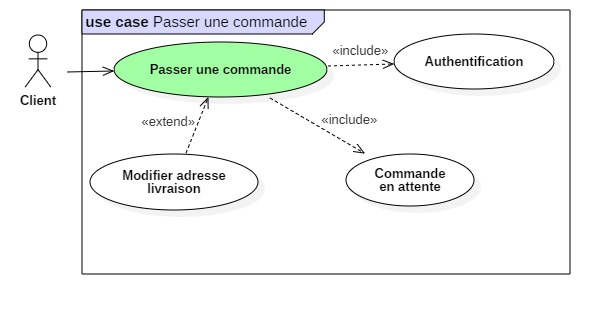 use case Passer une commande
«include»
Passer une commande
Authentification
Client
«extend»
«include»
Modifier adresse
livraison
Commande
en attente